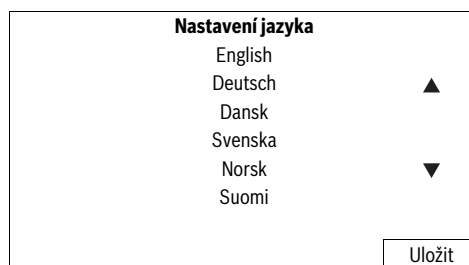 Nastavení jazyka
English
Deutsch
Dansk
Svenska
Norsk
Suomi
Uložit